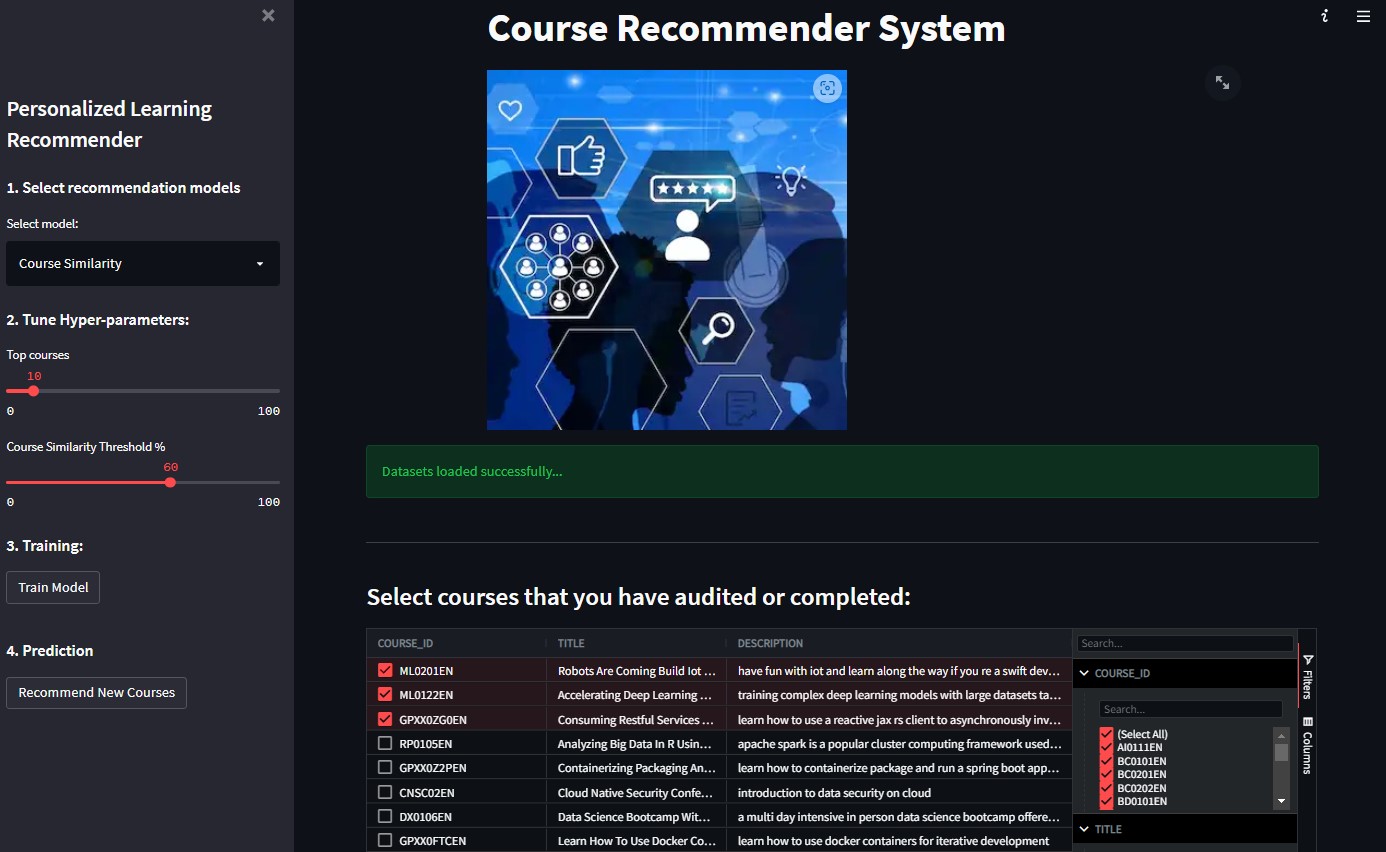 Personalized Learning
Recommender
1. Select recommendation models
Select model:
Course Similarity
2. Tune Hyper-parameters:
Top courses
10
0 100
Course Similarity Threshold %
60
0 100
3. Training:
Train Model
4. Prediction
Recommend New Courses
Course Recommender System
Datasets loaded successfully...
Select courses that you have audited or completed:
COURSE_ID TITLE DESCRIPTION
ML0201EN Robots Are Coming Build Iot ... have fun with iot and learn along the way if you re a swift dev...
ML0122EN Accelerating Deep Learning ... training complex deep learning models with large datasets ta...
GPXX0ZG0EN Consuming Restful Services ... learn how to use a reactive jax rs client to asynchronously inv...
RP0105EN Analyzing Big Data In R Usin... apache spark is a popular cluster computing framework used...
GPXX0Z2PEN Containerizing Packaging An... learn how to containerize package and run a spring boot app...
CNSC02EN Cloud Native Security Confe... introduction to data security on cloud
DX0106EN Data Science Bootcamp Wit... a multi day intensive in person data science bootcamp offere...
GPXX0FTCEN Learn How To Use Docker Co... learn how to use docker containers for iterative development
Search...
COURSE_ID
Search...
(Select All)
AI0111EN
BC0101EN
BC0201EN
BC0202EN
BD0101EN
TITLE
Filters
Columns